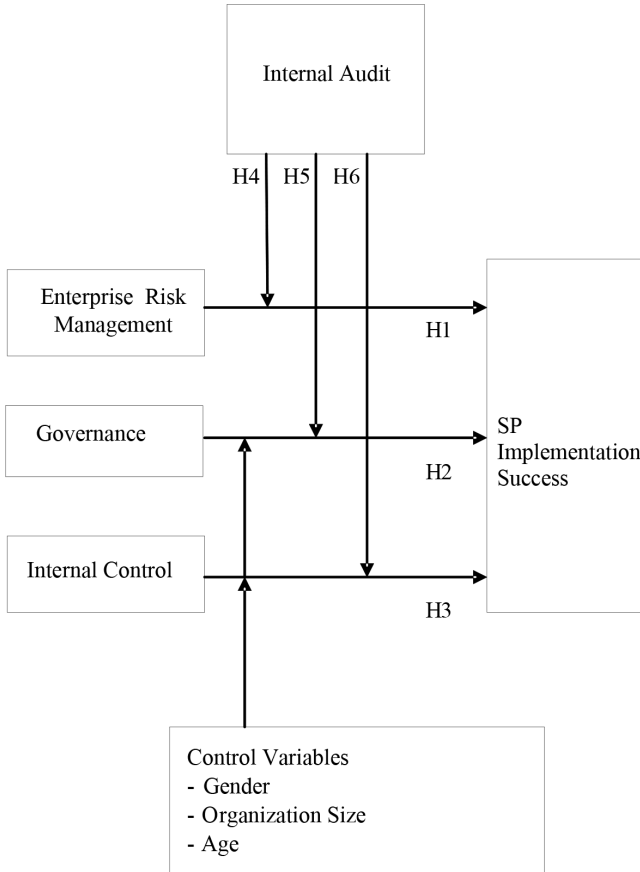 Internal Audit
H4
H5
H6
Enterprise Risk
Management
H1
Governance
H2
SP
Implementation
Success
Internal Control
H3
Control Variables
- Gender
- Organization Size
- Age